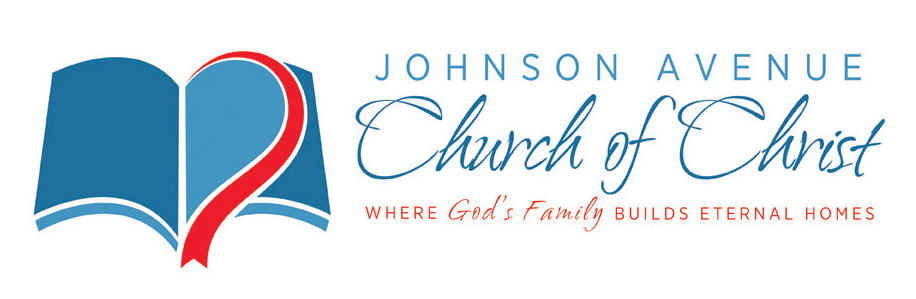 JOHNSON AVENUE
Church of Christ
WHERE God's Family BUILDS ETERNAL HOMES